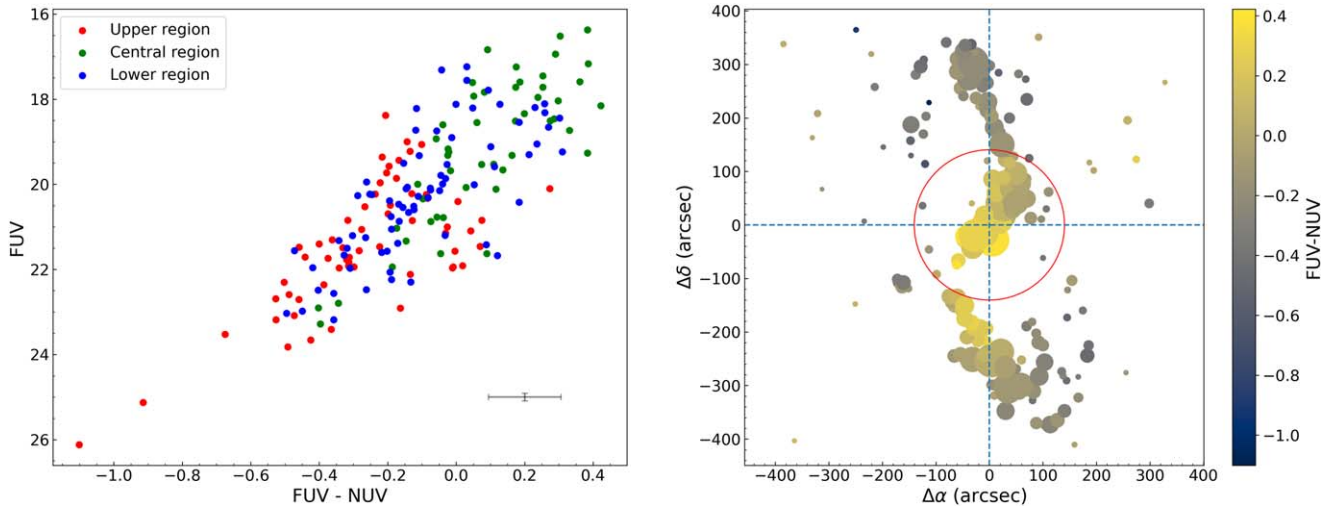 Upper region
Central region
Lower region
16
18
20
22
24
26
FUV
−1.0 −0.8 −0.6 −0.4 −0.2 0.0 0.2 0.4
FUV - NUV
400
300
200
100
0
−100
−200
−300
−400
Δδ (arcsec)
−400 −300 −200 −100 0 100 200 300 400
Δα (arcsec)
0.4
0.2
0.0
−0.2
−0.4
−0.6
−0.8
−1.0
FUV-NUV